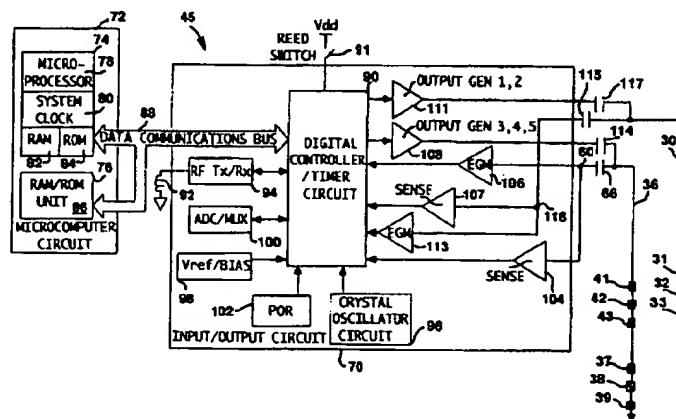 72
74
MICRO-
PROCESSOR
78
SYSTEM
CLOCK
80
RAM
82
ROM
84
76
RAM/ROM
UNIT
86
MICROCOMPUTER
CIRCUIT
88
DATA COMMUNICATIONS BUS
45
Vdd
REED
SWITCH
91
90
DIGITAL
CONTROLLER
/TIMER
CIRCUIT
RF Tx/Rx
92
94
ADC/MUX
100
Vref/BIAS
98
102
POR
INPUT/OUTPUT CIRCUIT
CRYSTAL
OSCILLATOR
CIRCUIT
96
70
OUTPUT GEN 1,2
111
OUTPUT GEN 3,4,5
108
EGM
106
SENSE
107
EGM
113
116
SENSE
104
115
117
114
60
66
30
36
31
32
33
41
42
43
37
38
39